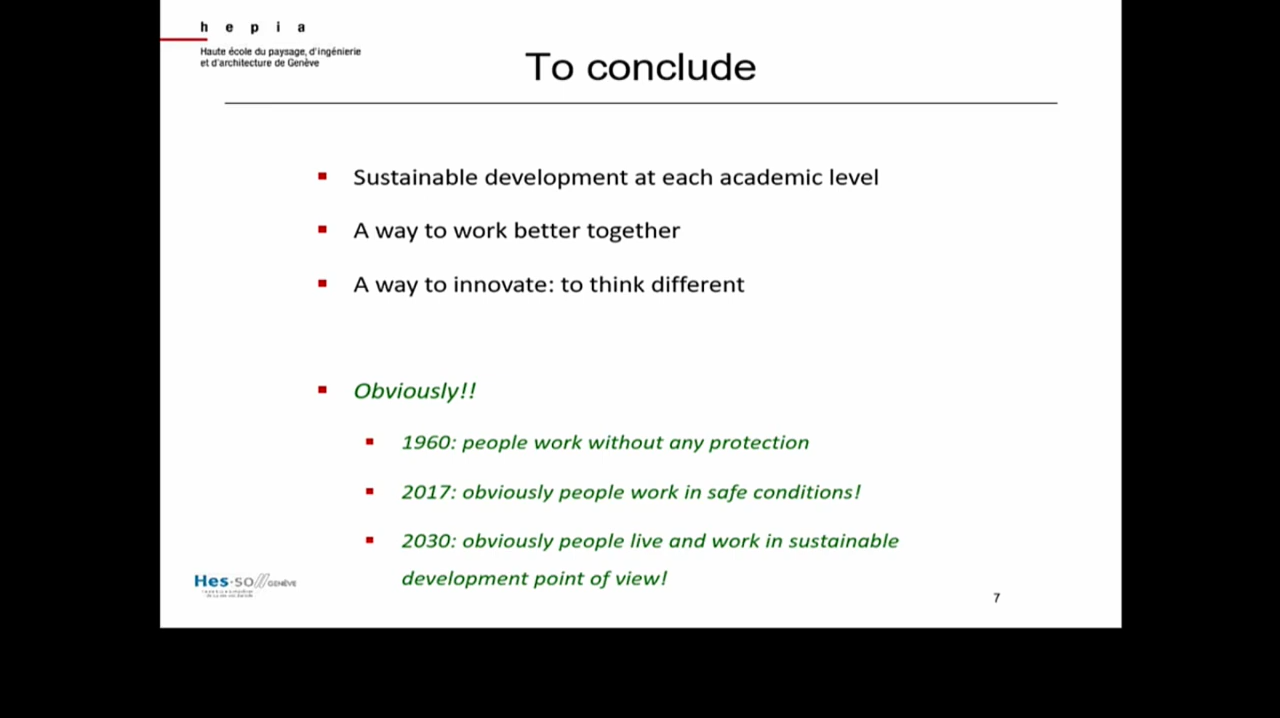 h e p i a
Haute école du paysage, d'ingénierie
et d'architecture de Genève
To conclude
Sustainable development at each academic level
A way to work better together
A way to innovate: to think different
Obviously!!
1960: people work without any protection
2017: obviously people work in safe conditions!
2030: obviously people live and work in sustainable
development point of view!
Hes·so//GENÈVE
7